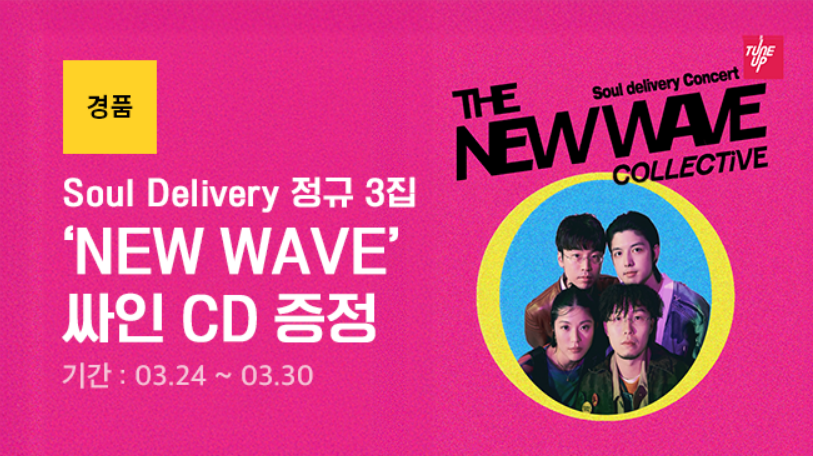 경품
Soul Delivery 정규 3집
‘NEW WAVE’
싸인 CD 증정
기간 : 03.24 ~ 03.30
TUNE
UP
Soul delivery Concert
THE
NEW WAVE
COLLECTiVE